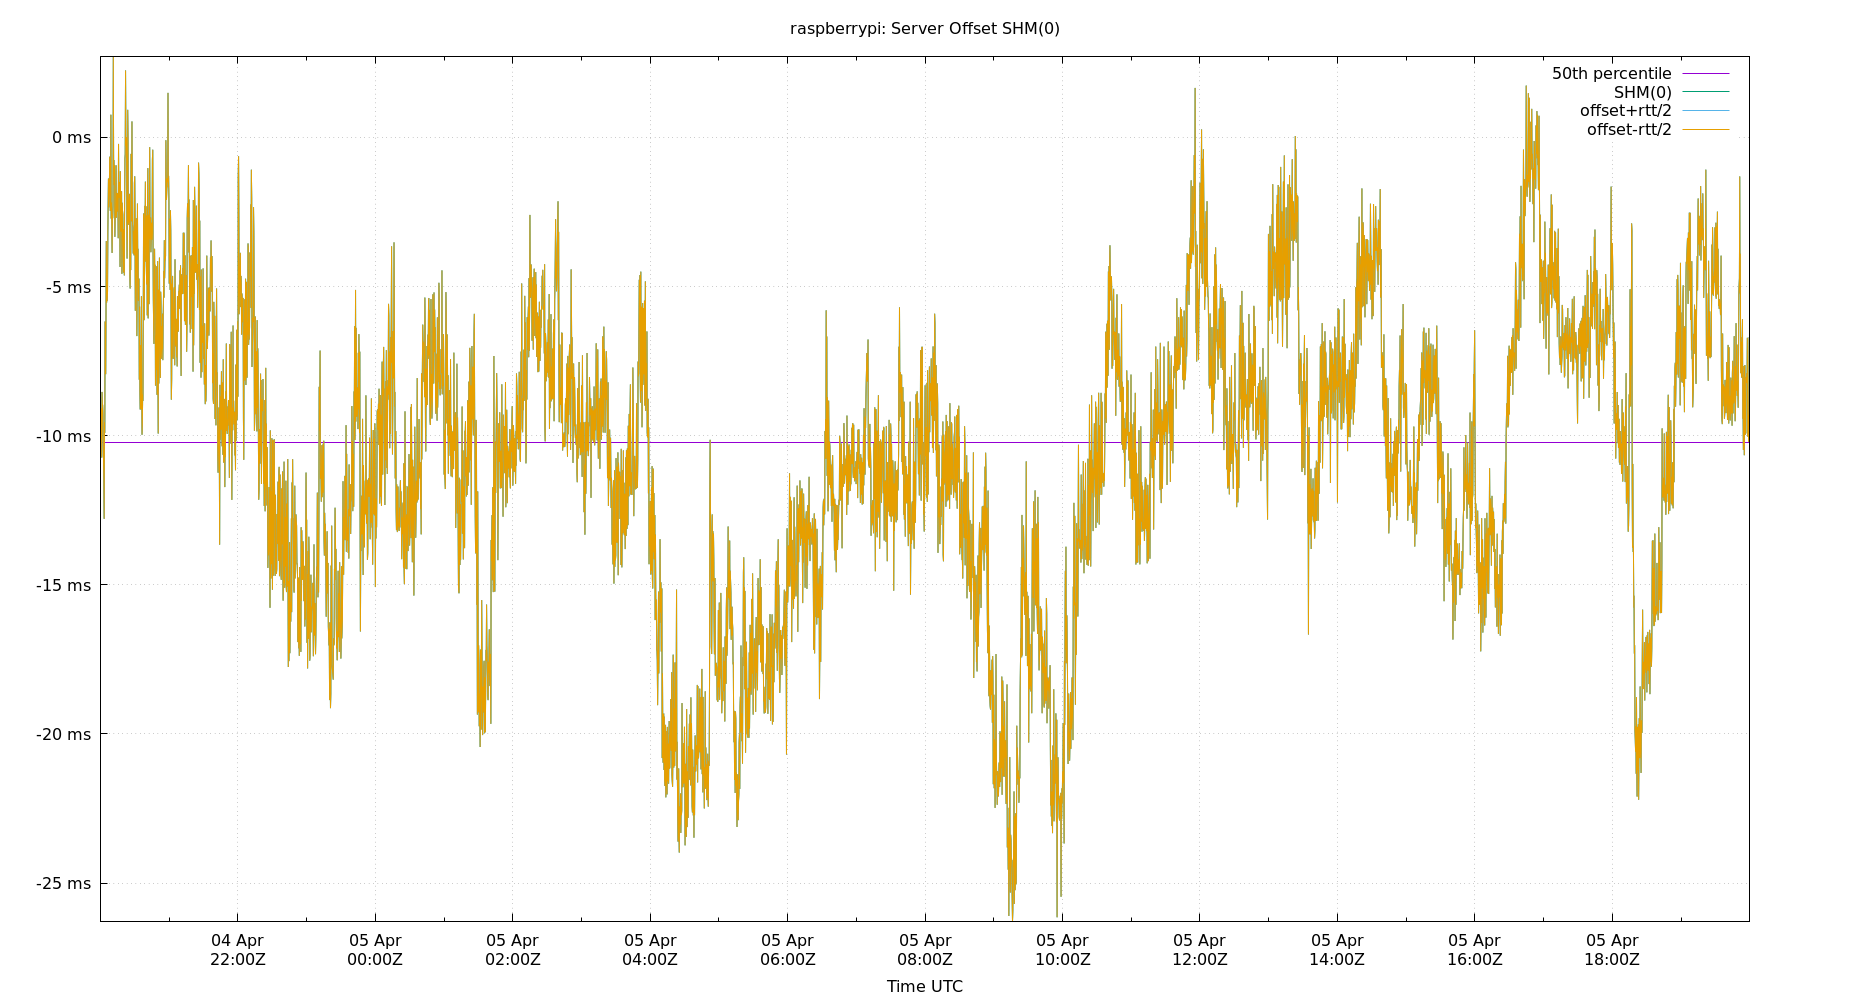 raspberrypi: Server Offset SHM(0)
50th percentile
SHM(0)
offset+rtt/2
offset-rtt/2
0 ms
-5 ms
-10 ms
-15 ms
-20 ms
-25 ms
04 Apr 05 Apr 05 Apr 05 Apr 05 Apr 05 Apr 05 Apr 05 Apr 05 Apr 05 Apr 05 Apr
22:00Z 00:00Z 02:00Z 04:00Z 06:00Z 08:00Z 10:00Z 12:00Z 14:00Z 16:00Z 18:00Z
Time UTC